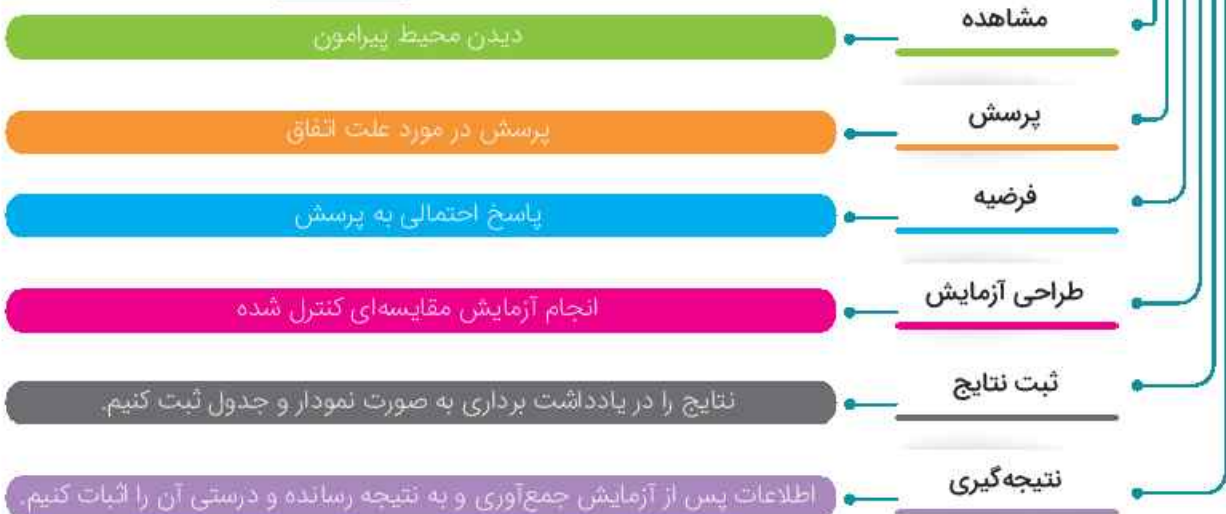 مشاهده
دیدن محیط پیرامون
پرسش
پرسش در مورد علت اتفاق
فرضیه
پاسخ احتمالی به پرسش
طراحی آزمایش
انجام آزمایش مقایسه‌ای کنترل شده
ثبت نتایج
نتایج را در یادداشت برداری به صورت نمودار و جدول ثبت کنیم.
نتیجه‌گیری
اطلاعات پس از آزمایش جمع‌آوری و به نتیجه رسانده و درستی آن را اثبات کنیم.